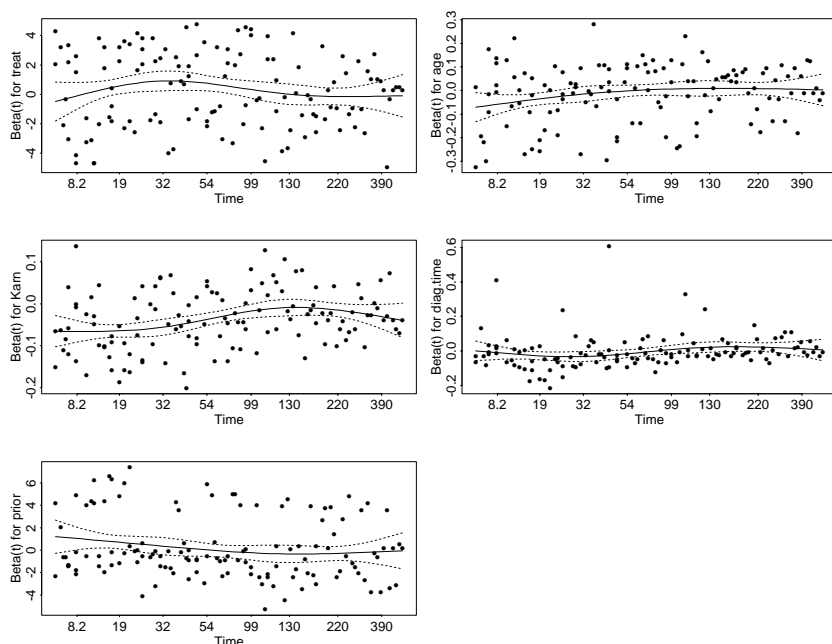 Beta(t) for treat
4
2
0
-2
-4
8.2 19 32 54 99 130 220 390
Time
Beta(t) for age
0.3
0.2
0.1
-0.0
-0.1
-0.2
-0.3
8.2 19 32 54 99 130 220 390
Time
Beta(t) for Karn
0.1
0.0
-0.1
-0.2
8.2 19 32 54 99 130 220 390
Time
Beta(t) for diag.time
0.6
0.4
0.2
0.0
-0.2
8.2 19 32 54 99 130 220 390
Time
Beta(t) for prior
6
4
2
0
-2
-4
8.2 19 32 54 99 130 220 390
Time